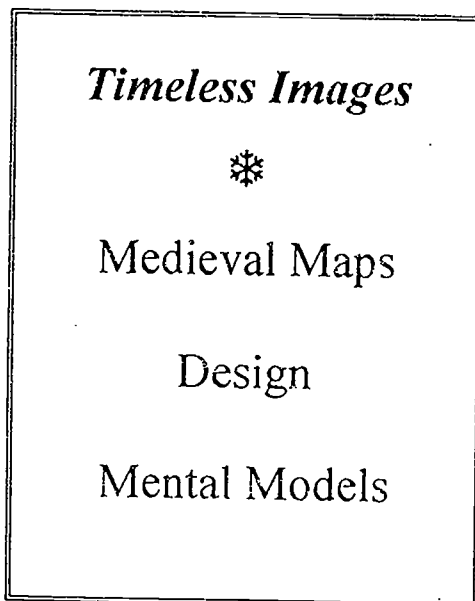 Timeless Images
❄
Medieval Maps
Design
Mental Models